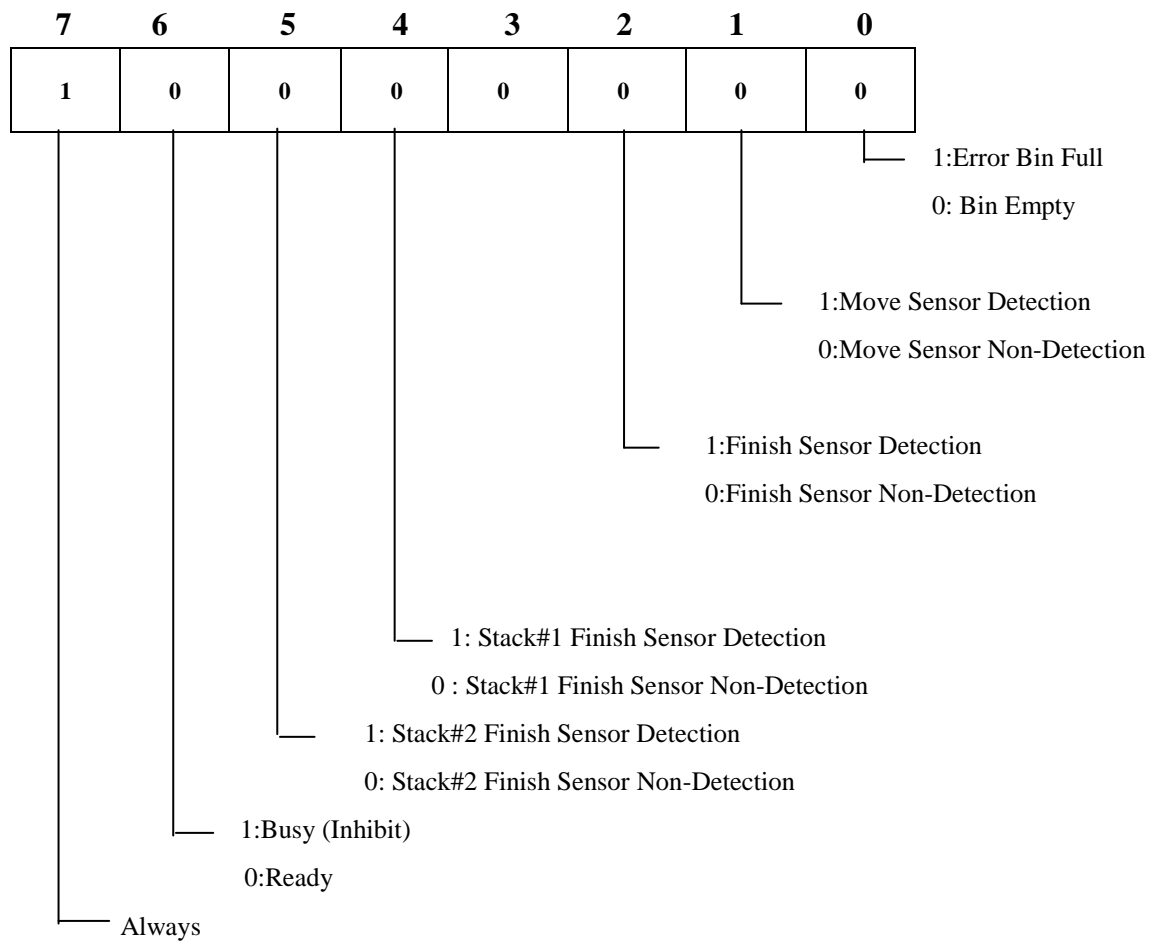 7 6 5 4 3 2 1 0
1 0 0 0 0 0 0 0
1:Error Bin Full
0: Bin Empty
1:Move Sensor Detection
0:Move Sensor Non-Detection
1:Finish Sensor Detection
0:Finish Sensor Non-Detection
1: Stack#1 Finish Sensor Detection
0 : Stack#1 Finish Sensor Non-Detection
1: Stack#2 Finish Sensor Detection
0: Stack#2 Finish Sensor Non-Detection
1:Busy (Inhibit)
0:Ready
Always